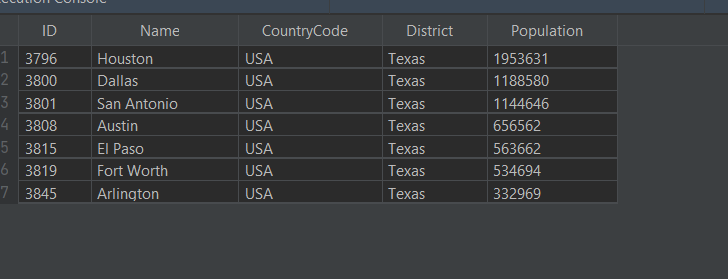 ecution Console
ID Name CountryCode District Population
1 3796 Houston USA Texas 1953631
2 3800 Dallas USA Texas 1188580
3 3801 San Antonio USA Texas 1144646
4 3808 Austin USA Texas 656562
5 3815 El Paso USA Texas 563662
6 3819 Fort Worth USA Texas 534694
7 3845 Arlington USA Texas 332969